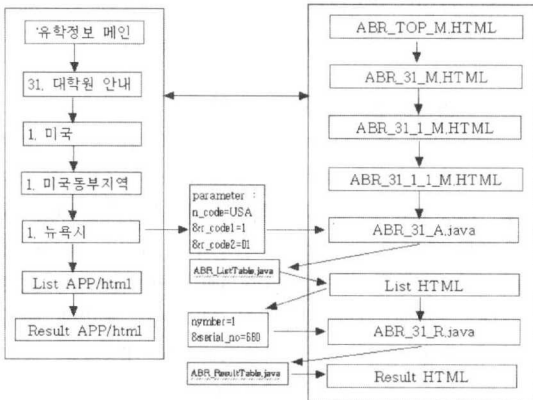 유학정보 메인
31. 대학원 안내
1. 미국
1. 미국동부지역
1. 뉴욕시
List APP/html
Result APP/html
parameter :
n_code=USA
&r_code1=1
&r_code2=01
ABR_ListTable.java
nymber=1
&serial_no=680
ABR_ResultTable.java
ABR_TOP_M.HTML
ABR_31_M.HTML
ABR_31_1_M.HTML
ABR_31_1_1_M.HTML
ABR_31_A.java
List HTML
ABR_31_R.java
Result HTML